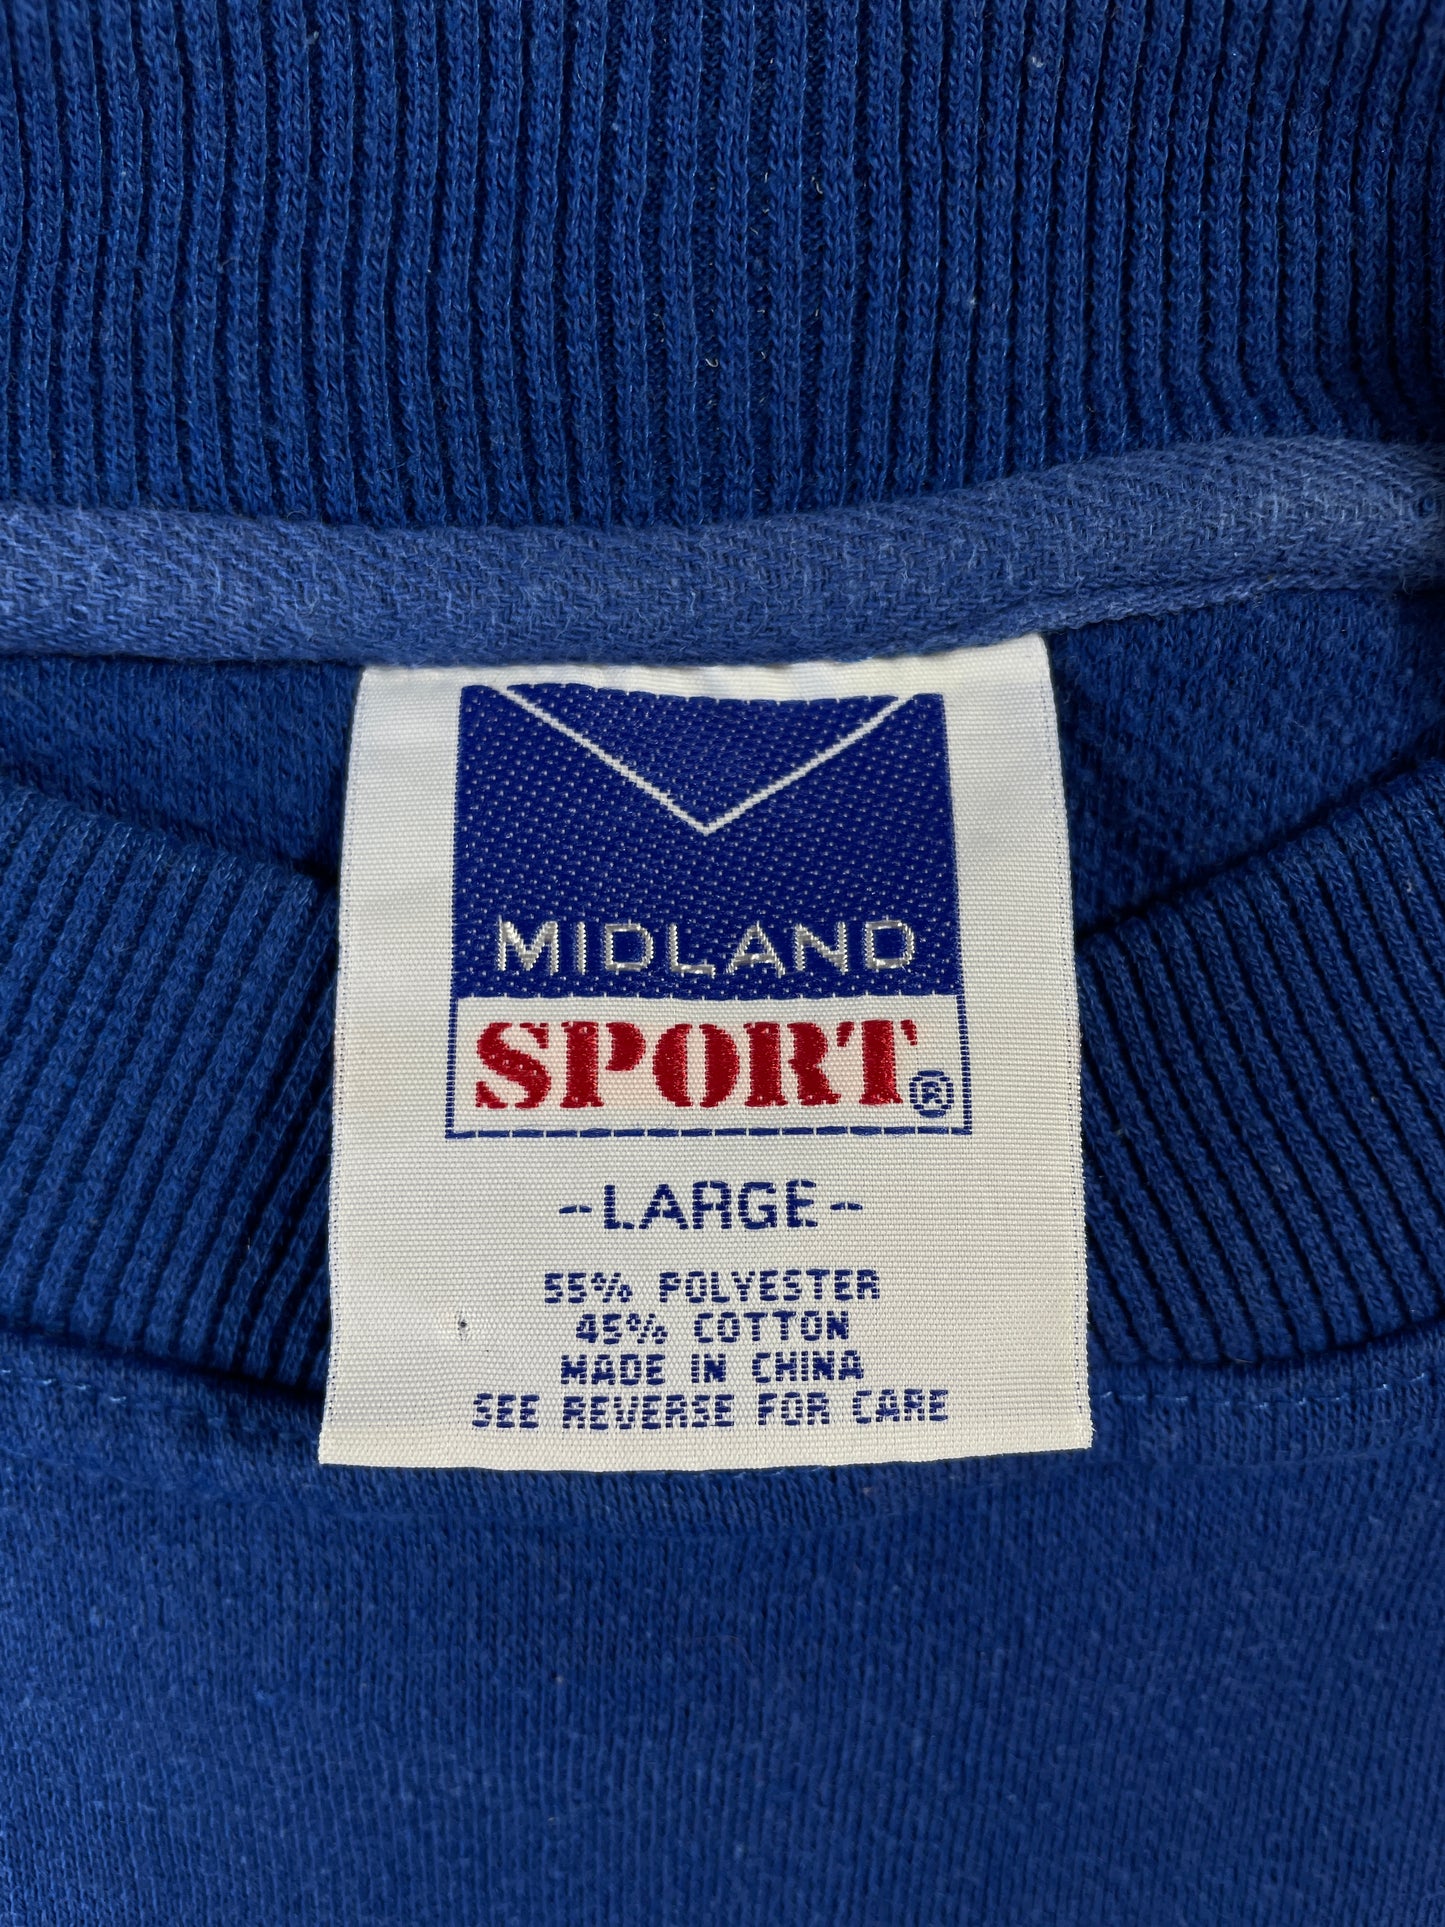 MIDLAND
SPORT®
-LARGE-
55% POLYESTER
45% COTTON
MADE IN CHINA
SEE REVERSE FOR CARE